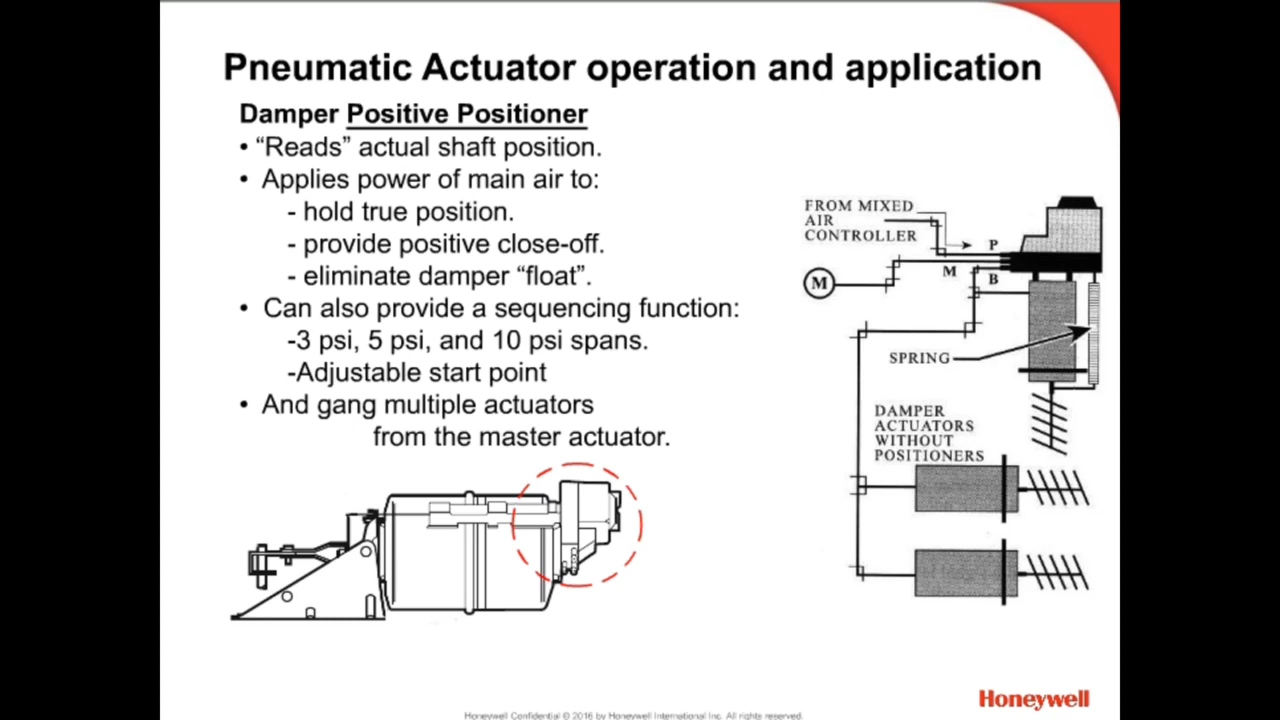 Pneumatic Actuator operation and application
Damper Positive Positioner
• “Reads” actual shaft position.
• Applies power of main air to:
- hold true position.
- provide positive close-off.
- eliminate damper “float”.
• Can also provide a sequencing function:
-3 psi, 5 psi, and 10 psi spans.
-Adjustable start point
• And gang multiple actuators
from the master actuator.
FROM MIXED
AIR
CONTROLLER
P
M
B
M
SPRING
DAMPER
ACTUATORS
WITHOUT
POSITIONERS
Honeywell
Honeywell Confidential © 2016 by Honeywell International Inc. All rights reserved.